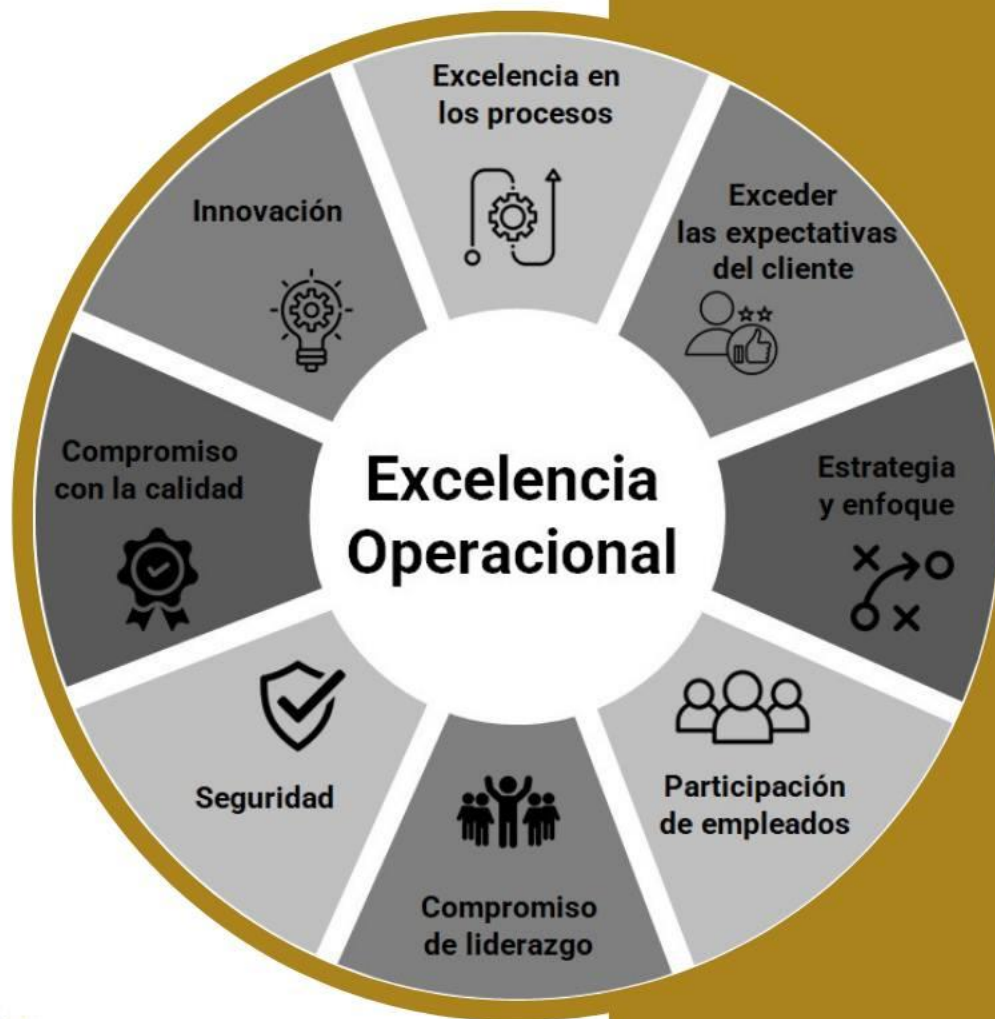 Excelencia en
los procesos
Exceder
las expectativas
del cliente
Estrategia
y enfoque
Participación
de empleados
Compromiso
de liderazgo
Seguridad
Compromiso
con la calidad
Innovación
Excelencia
Operacional